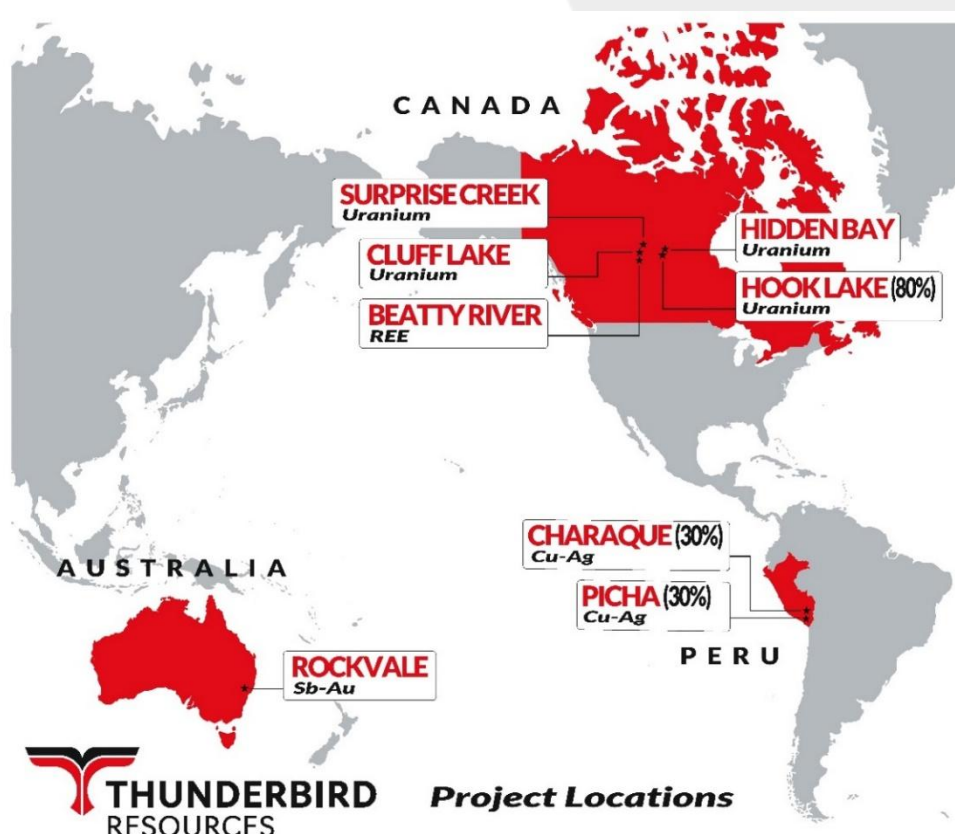 CANADA
SURPRISE CREEK
Uranium
CLUFF LAKE
Uranium
BEATTY RIVER
REE
HIDDEN BAY
Uranium
HOOK LAKE (80%)
Uranium
CHARAQUE (30%)
Cu-Ag
PICHA (30%)
Cu-Ag
PERU
AUSTRALIA
ROCKVALE
Sb-Au
THUNDERBIRD
RESOURCES
Project Locations